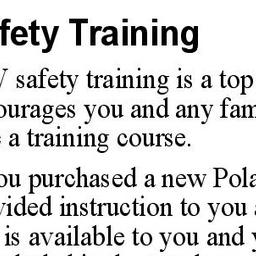 fety Training
safety training is a top
ourages you and any fam
a training course.
ou purchased a new Pola
vided instruction to you a
is available to you and y